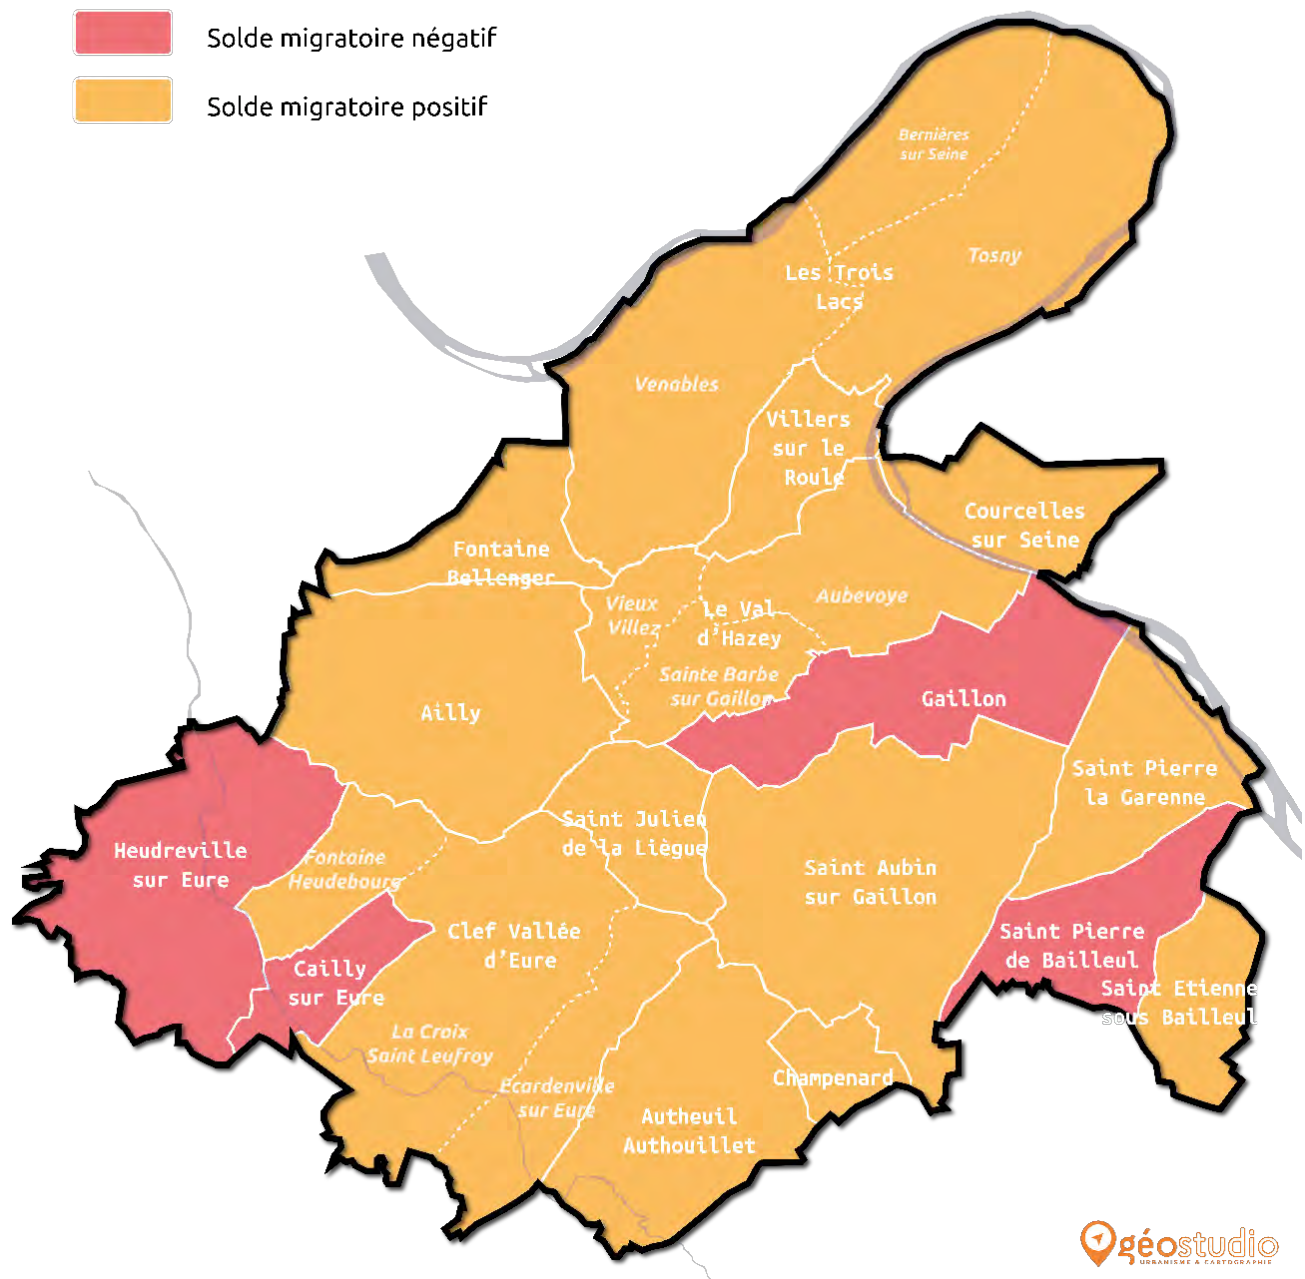 Solde migratoire négatif
Solde migratoire positif
Bernières
sur Seine
Tosny
Les Trois
Lacs
Venables
Villers
sur le
Roule
Courcelles
sur Seine
Fontaine
Bellenger
Vieux
Villez
Le Val
d'Hazey
Aubevoye
Sainte Barbe
sur Gaillon
Gaillon
Ailly
Saint Pierre
la Garenne
Saint Julien
de la Liègue
Heudreville
sur Eure
Fontaine
Heudebourg
Saint Aubin
sur Gaillon
Clef Vallée
d'Eure
Saint Pierre
de Bailleul
Cailly
sur Eure
Saint Etienne
sous Bailleul
La Croix
Saint Leufroy
Ecardenville
sur Eure
Champenard
Autheuil
Authouillet
géostudio
URBANISME & CARTOGRAPHIE